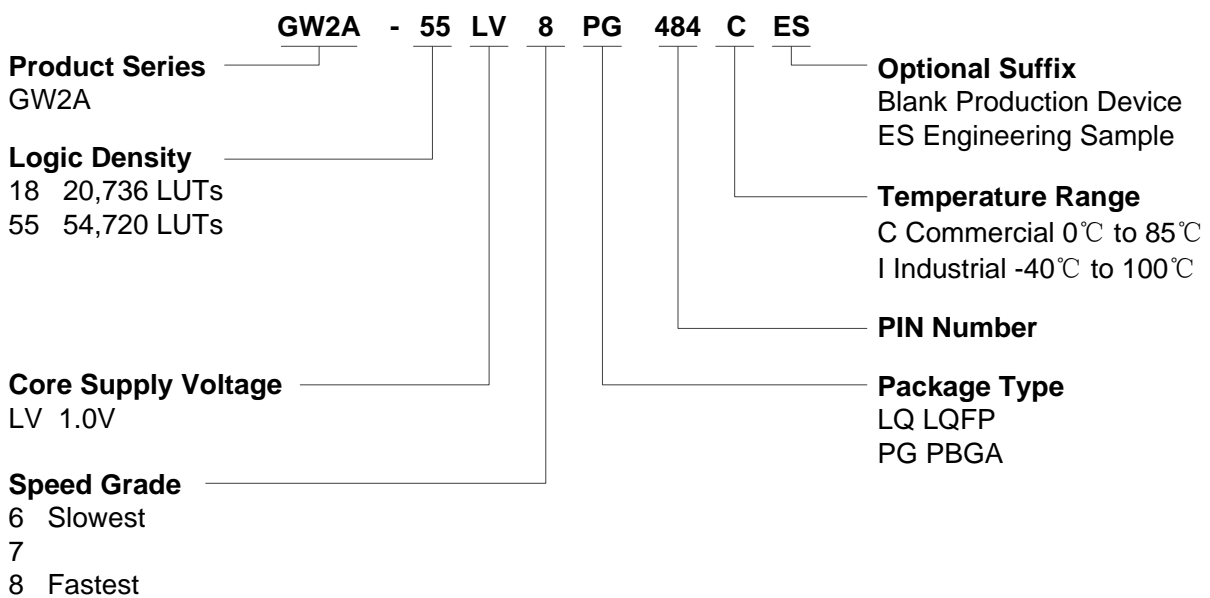 GW2A - 55 LV 8 PG 484 C ES
Product Series
GW2A
Logic Density
18 20,736 LUTs
55 54,720 LUTs
Core Supply Voltage
LV 1.0V
Speed Grade
6 Slowest
7
8 Fastest
Optional Suffix
Blank Production Device
ES Engineering Sample
Temperature Range
C Commercial 0℃ to 85℃
I Industrial -40℃ to 100℃
PIN Number
Package Type
LQ LQFP
PG PBGA